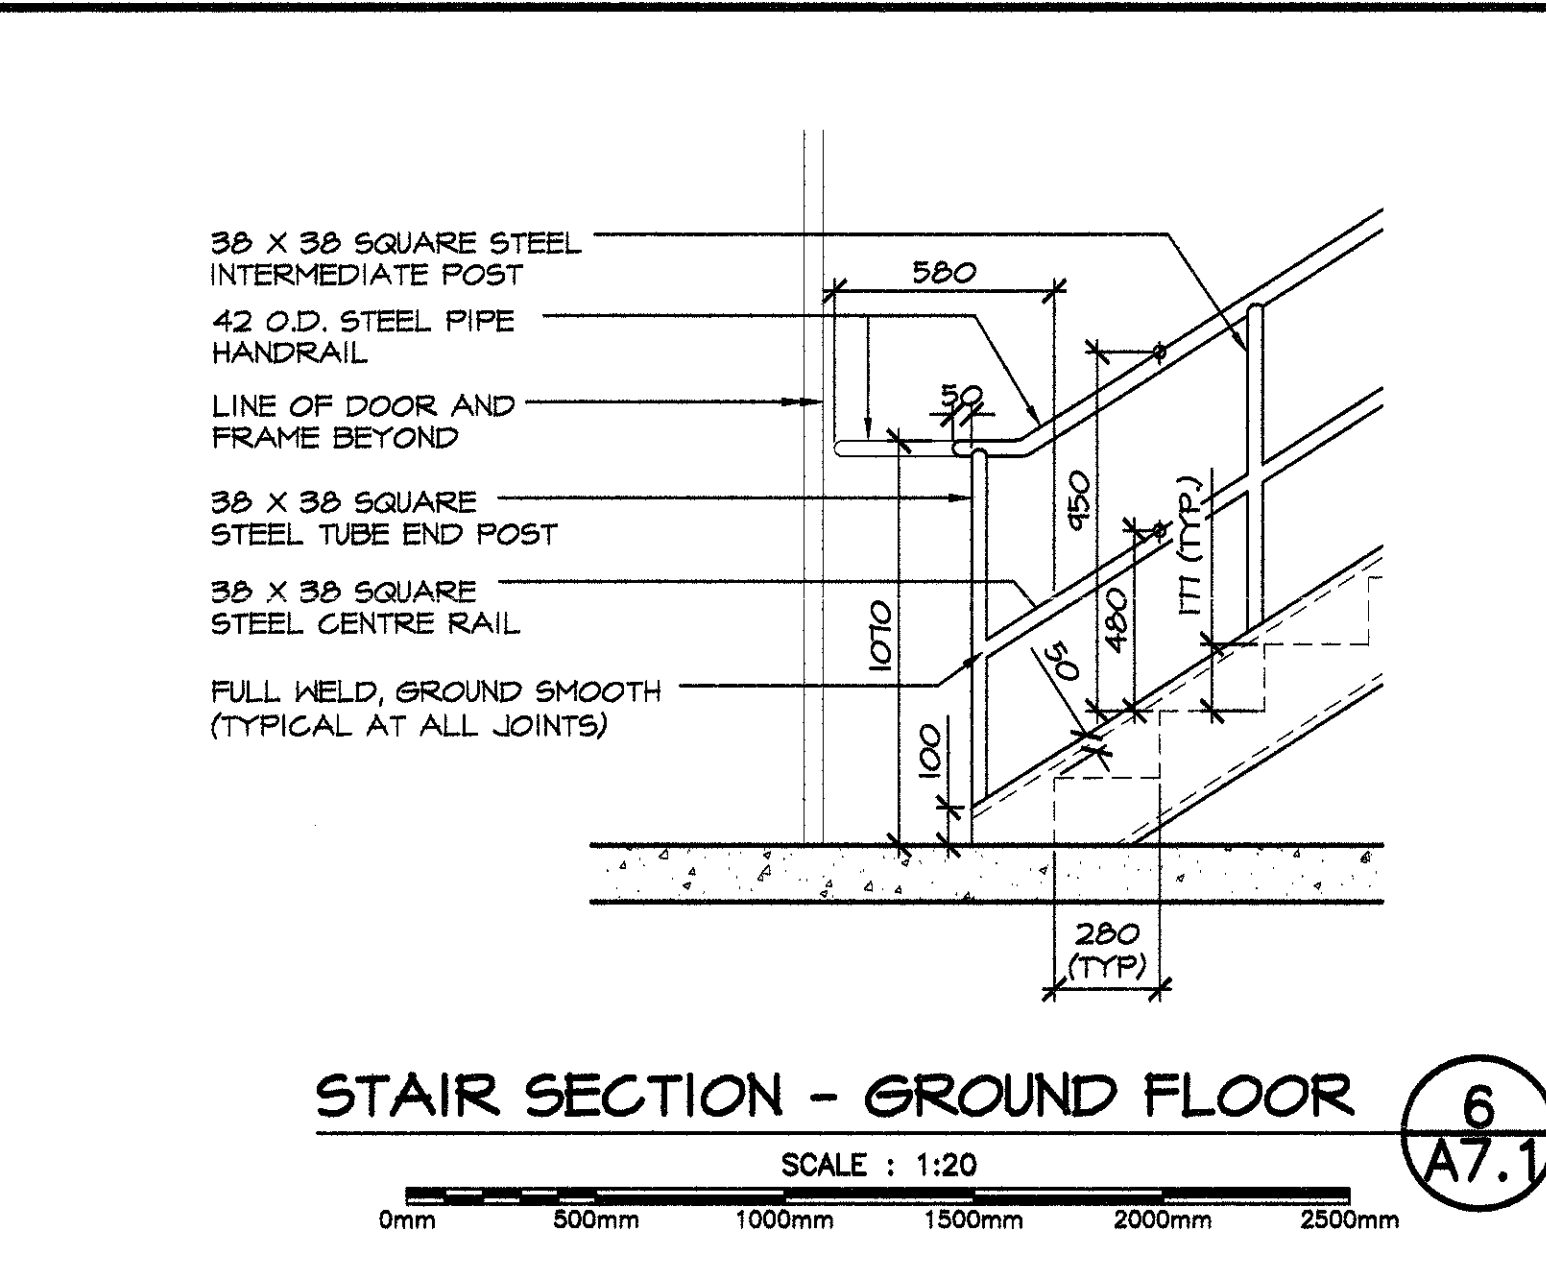 38 X 38 SQUARE STEEL
INTERMEDIATE POST
42 O.D. STEEL PIPE
HANDRAIL
LINE OF DOOR AND
FRAME BEYOND
38 X 38 SQUARE
STEEL TUBE END POST
38 X 38 SQUARE
STEEL CENTRE RAIL
FULL WELD, GROUND SMOOTH
(TYPICAL AT ALL JOINTS)
580
50
950
177 (TYP.)
480
1070
50
100
280
(TYP)
STAIR SECTION - GROUND FLOOR
6
A7.1
SCALE : 1:20
0mm 500mm 1000mm 1500mm 2000mm 2500mm